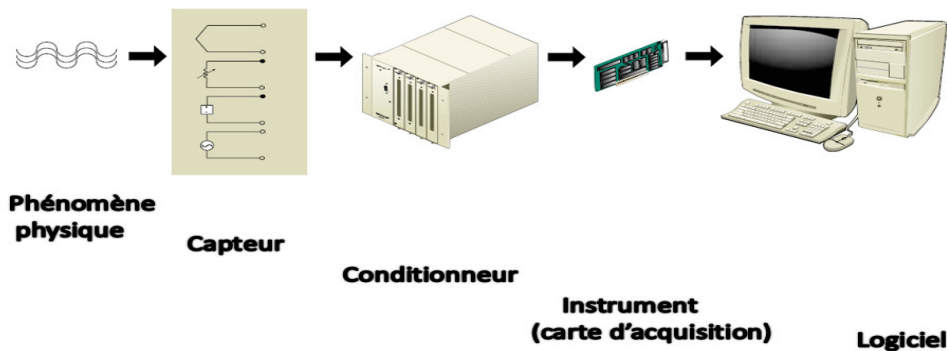 Phénomène
physique
Capteur
Conditionneur
Instrument
(carte d'acquisition)
Logiciel